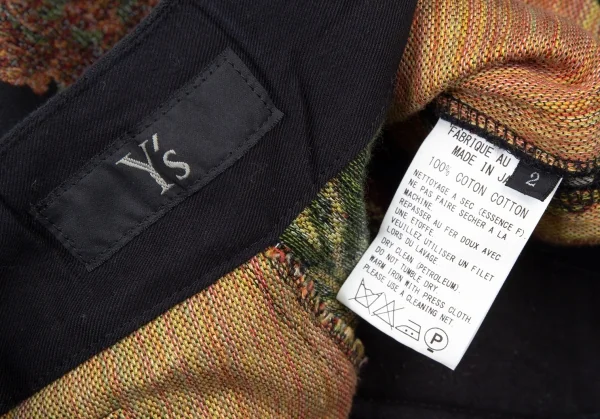 Y's
FABRIQUE AU
MADE IN
2
100% COTON COTTON
NETTOYAGE A SEC (ESSENCE F).
NE PAS FAIRE SECHER A LA
MACHINE
REPASSER AU FER DOUX AVEC
UNE ETOFFE.
VEUILLEZ UTILISER UN FILET
LORS DU LAVAGE
DRY CLEAN (PETROLEUM)
DO NOT TUMBLE DRY.
WARM IRON WITH PRESS CLOTH.
PLEASE USE A CLEANING NET.
P